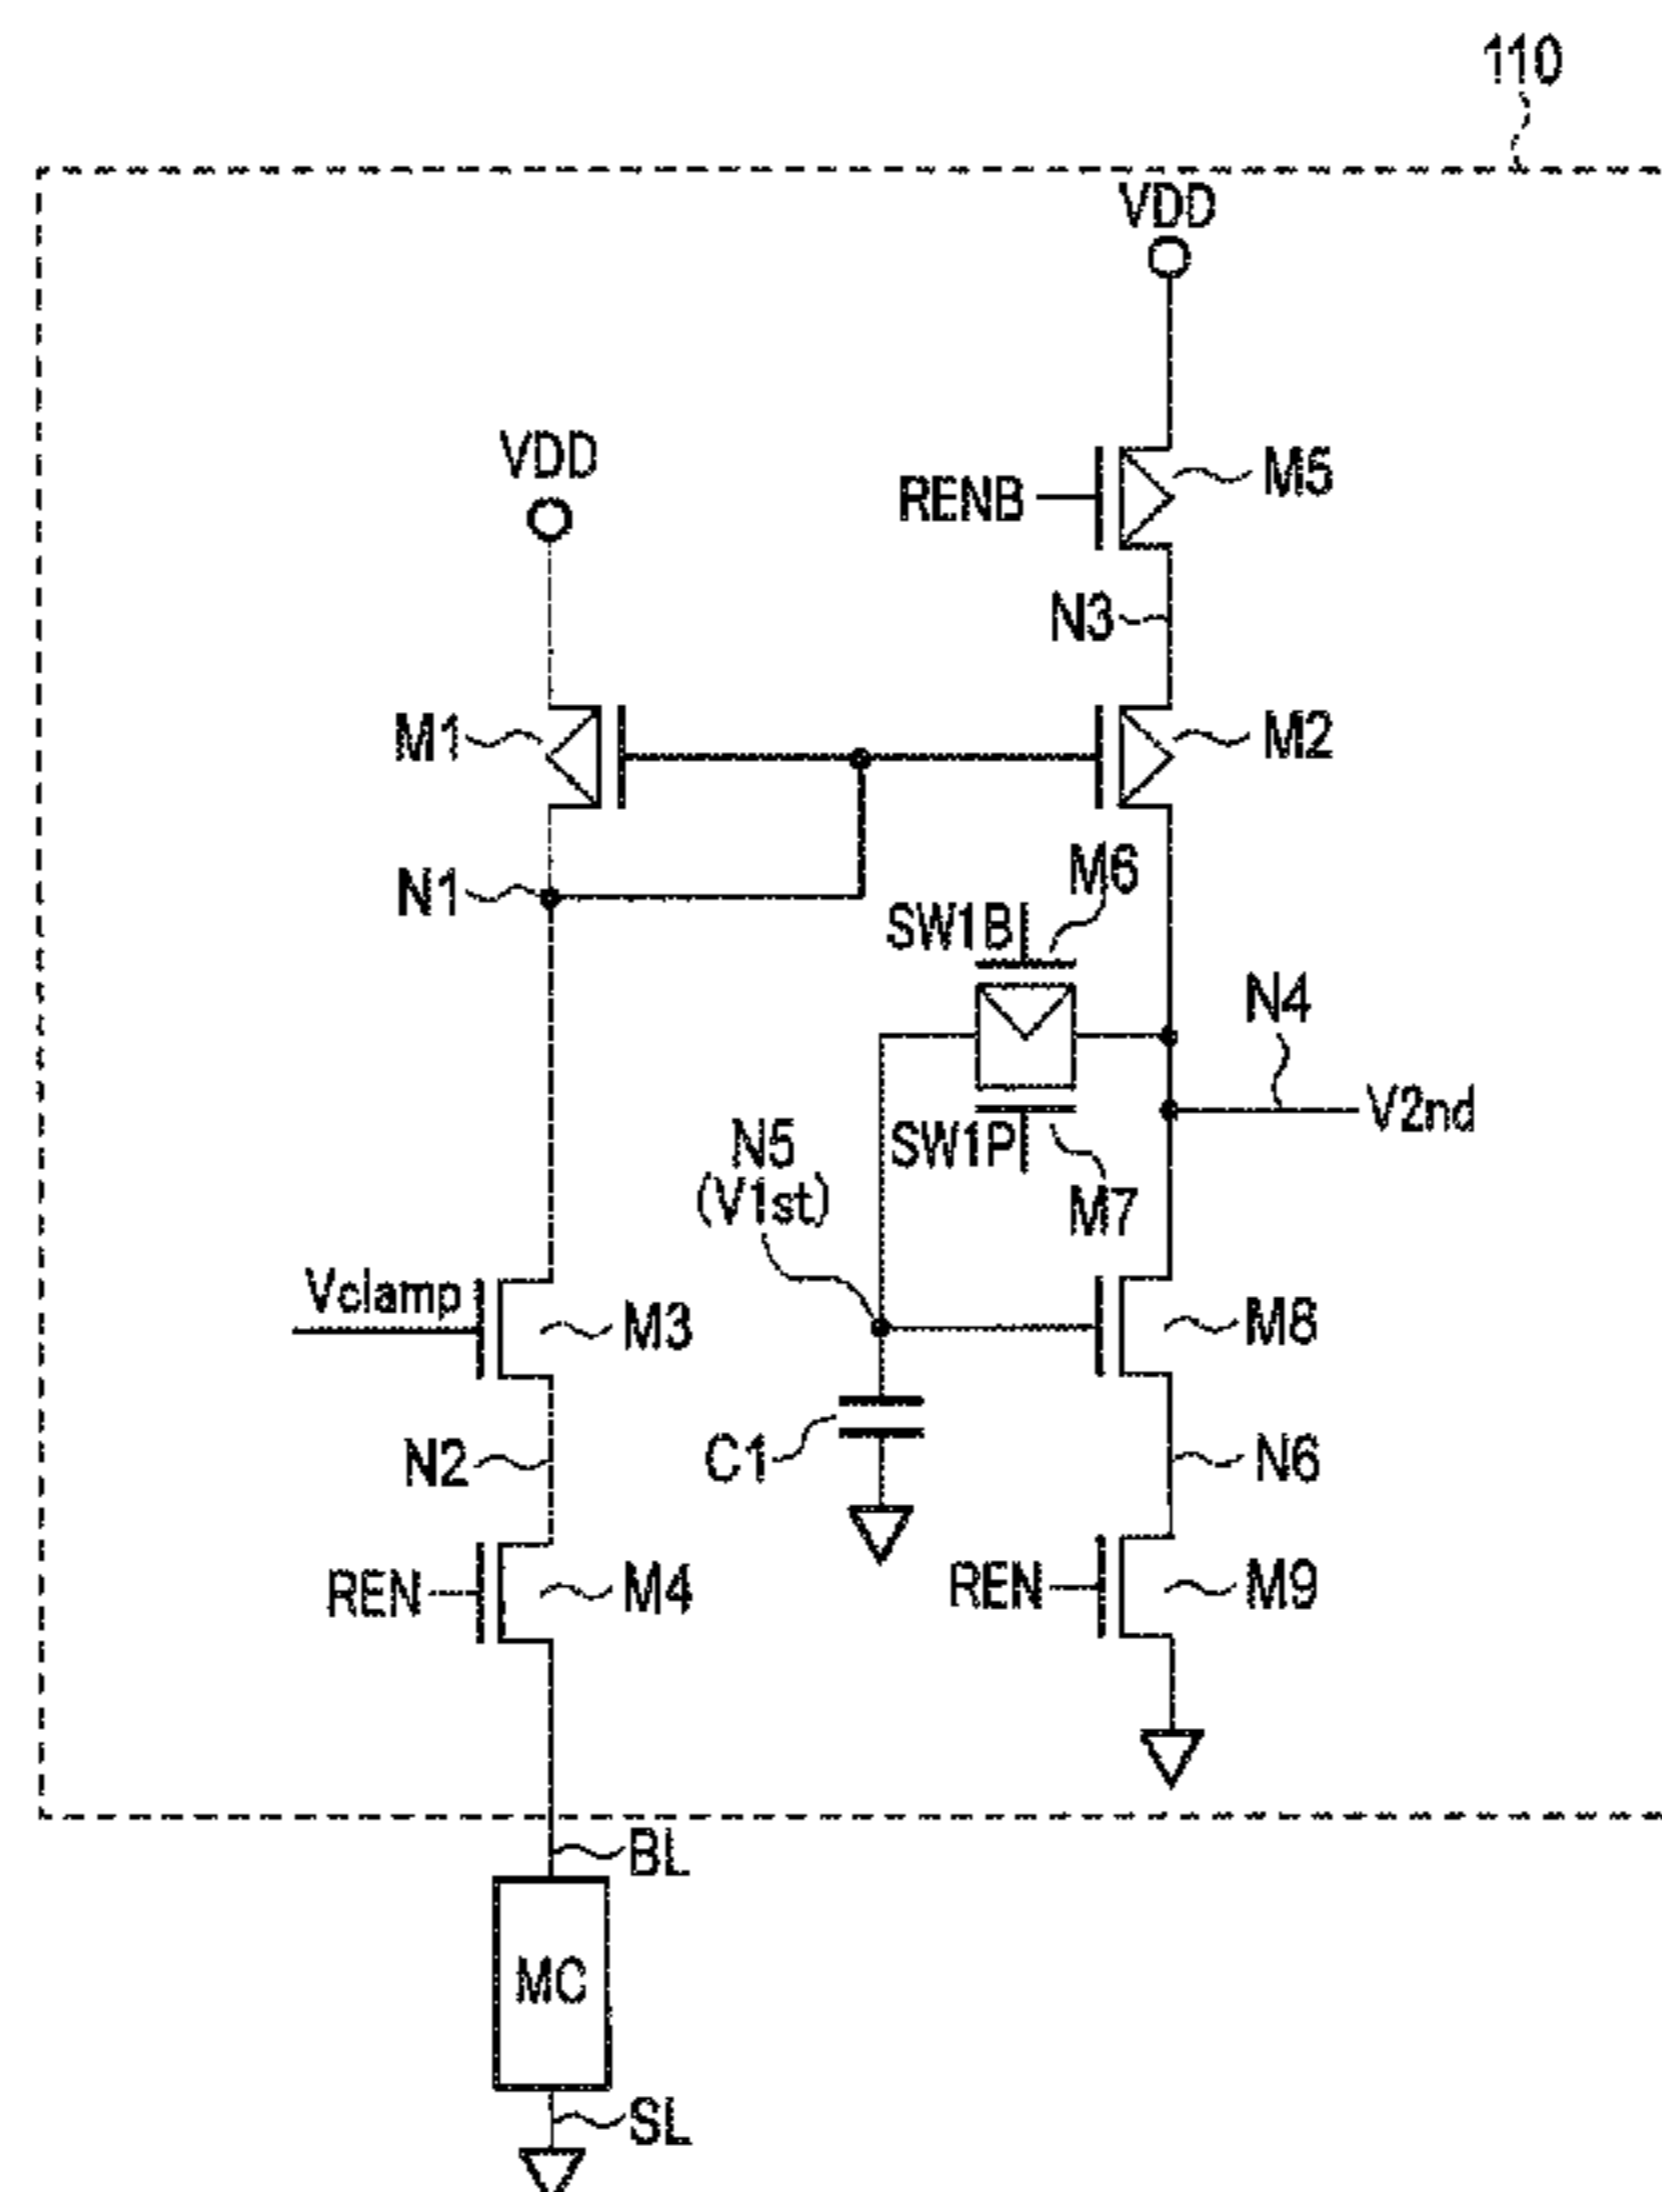 110
VDD
VDD
RENB
M5
N3
M1
M2
M6
N1
SW1B
N4
V2nd
N5
(V1st)
SW1P
M7
Vclamp
M3
M8
N2
C1
N6
REN
M4
REN
M9
BL
MC
SL